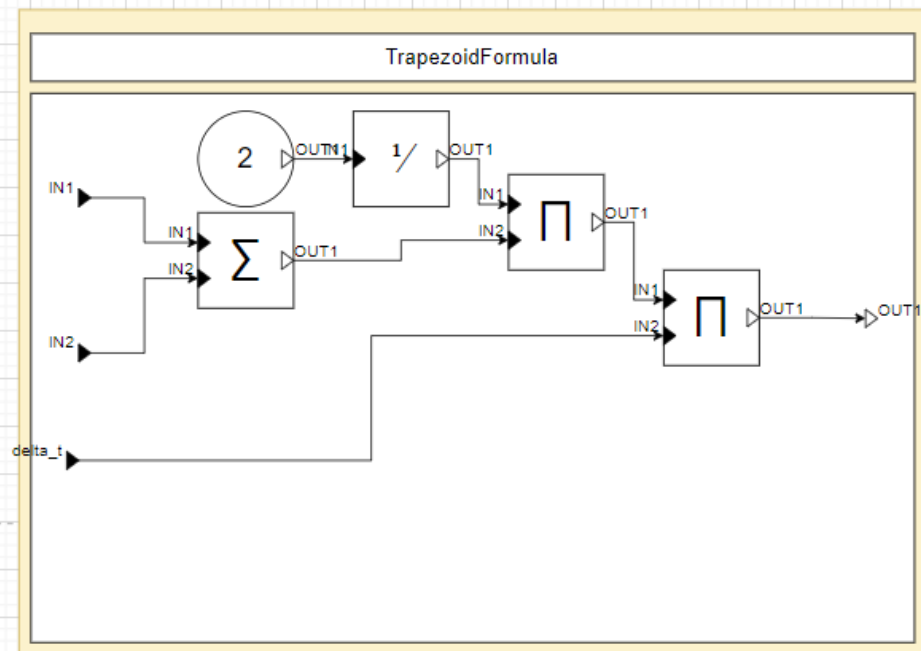 TrapezoidFormula
2
OUT1
IN1
1/
OUT1
IN1
IN1
OUT1
IN1
IN2
IN2
∑
OUT1
∏
IN2
IN1
IN2
∏
OUT1
OUT1
delta_t